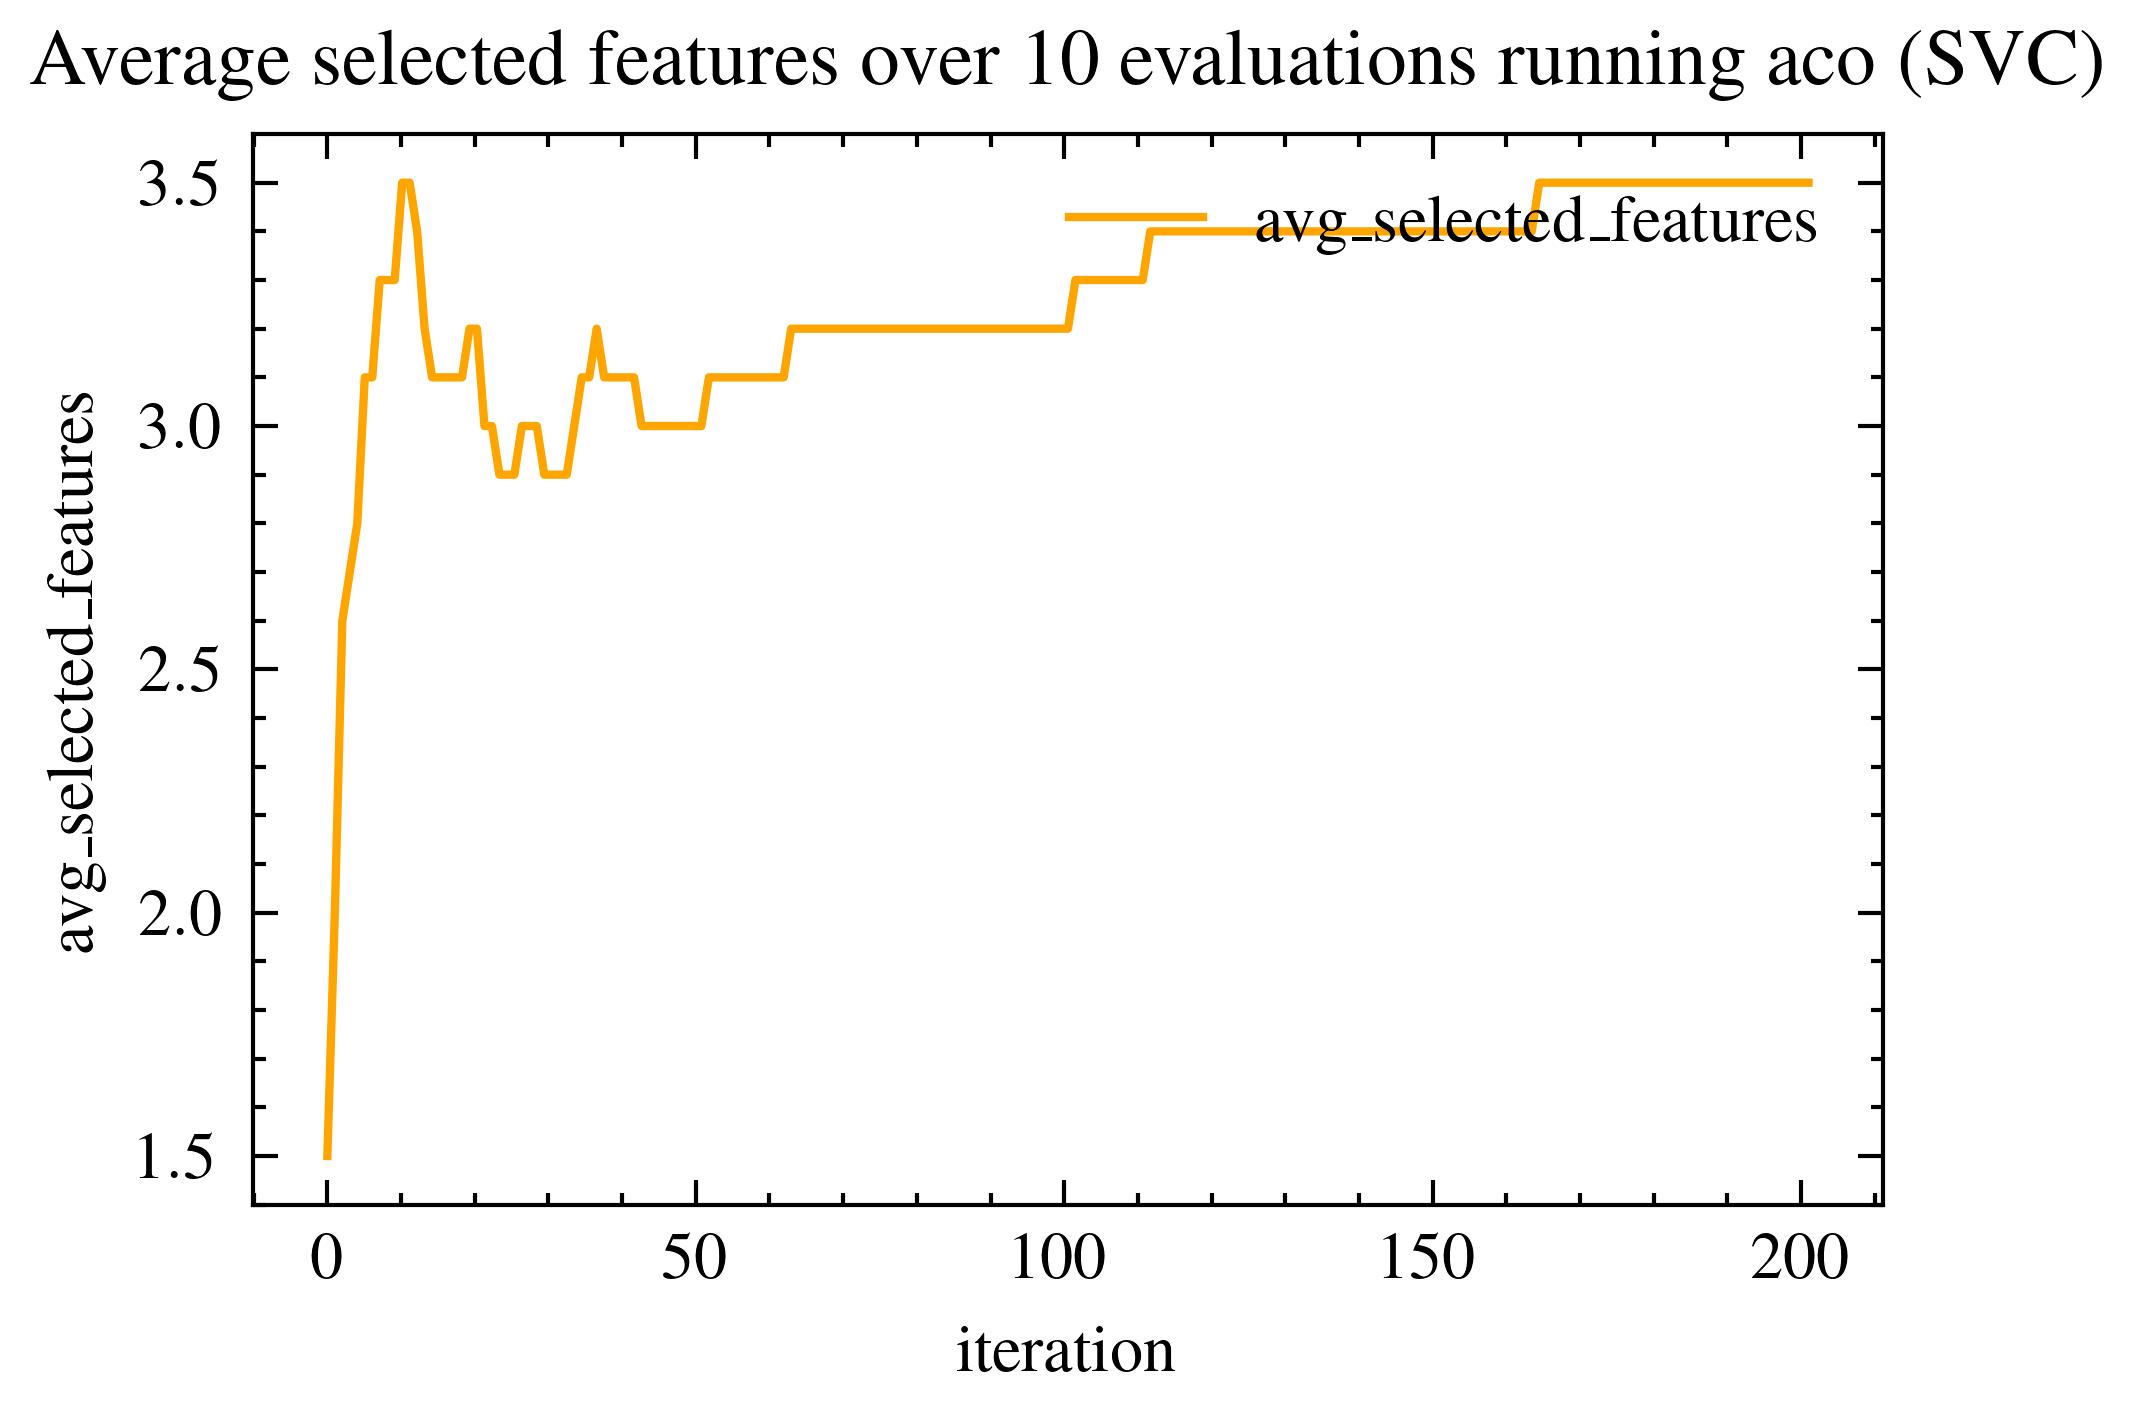 Average selected features over 10 evaluations running aco (SVC)
3.5
avg_selected_features
3.0
2.5
2.0
1.5
avg_selected_features
0 50 100 150 200
iteration